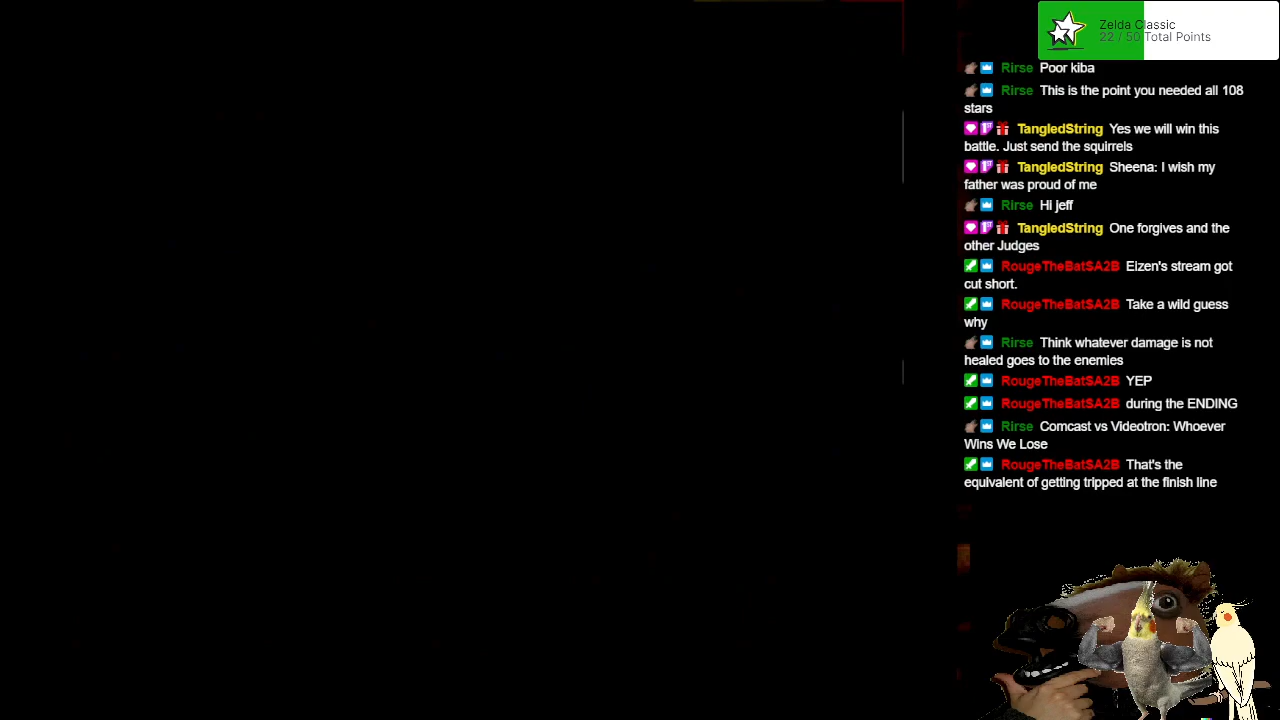 Zelda Classic
22 / 50 Total Points
Rirse Poor kiba
Rirse This is the point you needed all 108
stars
TangledString Yes we will win this
battle. Just send the squirrels
TangledString Sheena: I wish my
father was proud of me
Rirse Hi jeff
TangledString One forgives and the
other Judges
RougeTheBatSA2B Eizen's stream got
cut short.
RougeTheBatSA2B Take a wild guess
why
Rirse Think whatever damage is not
healed goes to the enemies
RougeTheBatSA2B YEP
RougeTheBatSA2B during the ENDING
Rirse Comcast vs Videotron: Whoever
Wins We Lose
RougeTheBatSA2B That's the
equivalent of getting tripped at the finish line